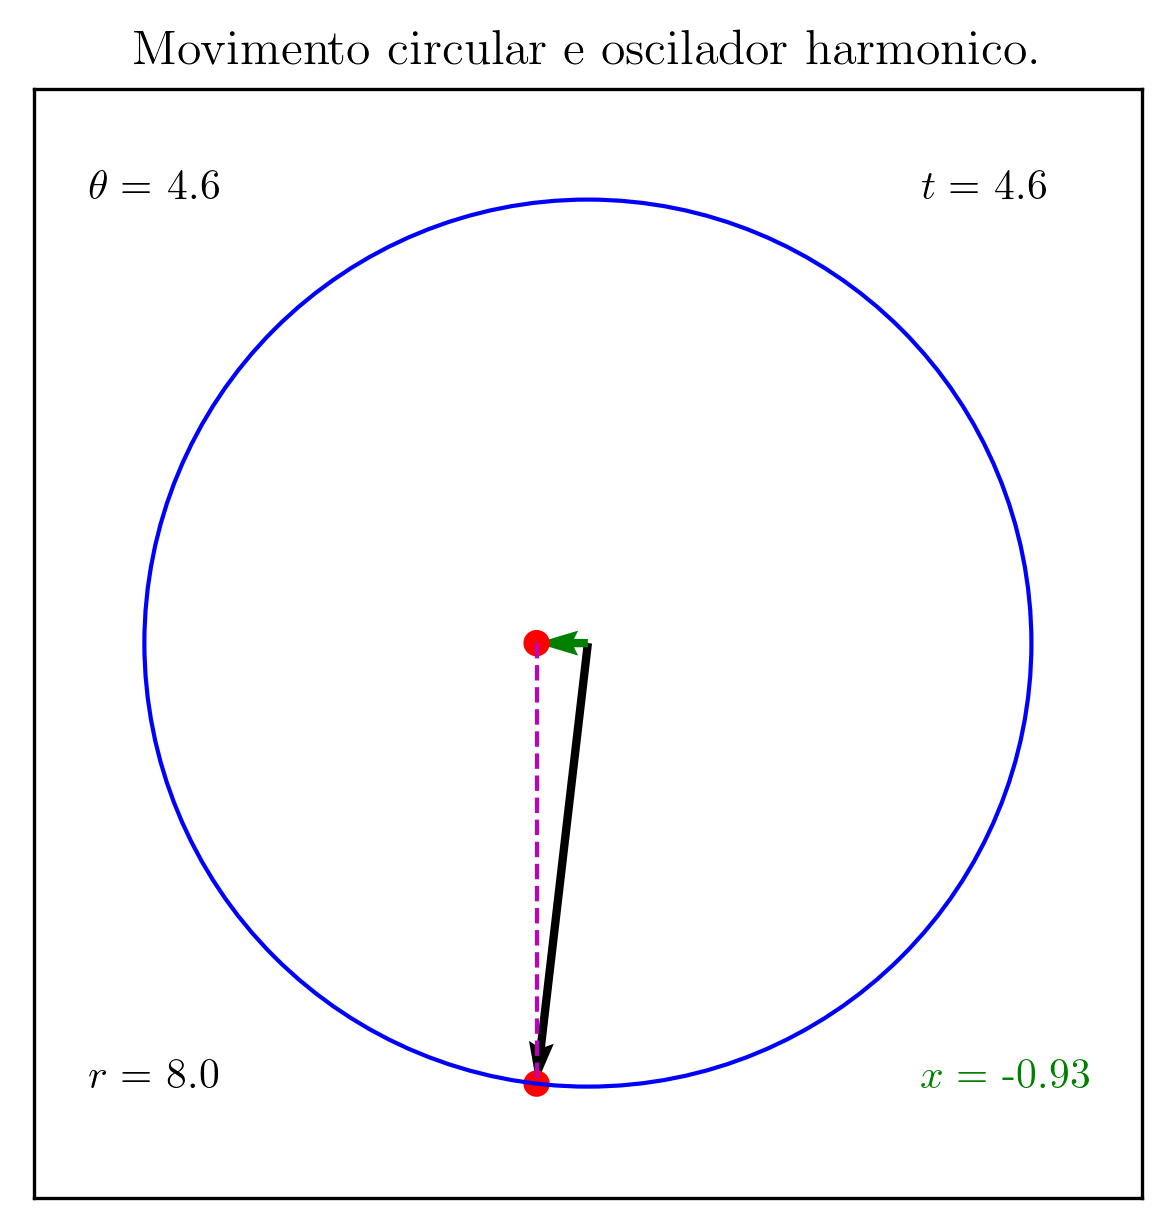 Movimento circular e oscilador harmonico.
θ = 4.6
t = 4.6
r = 8.0
x = -0.93